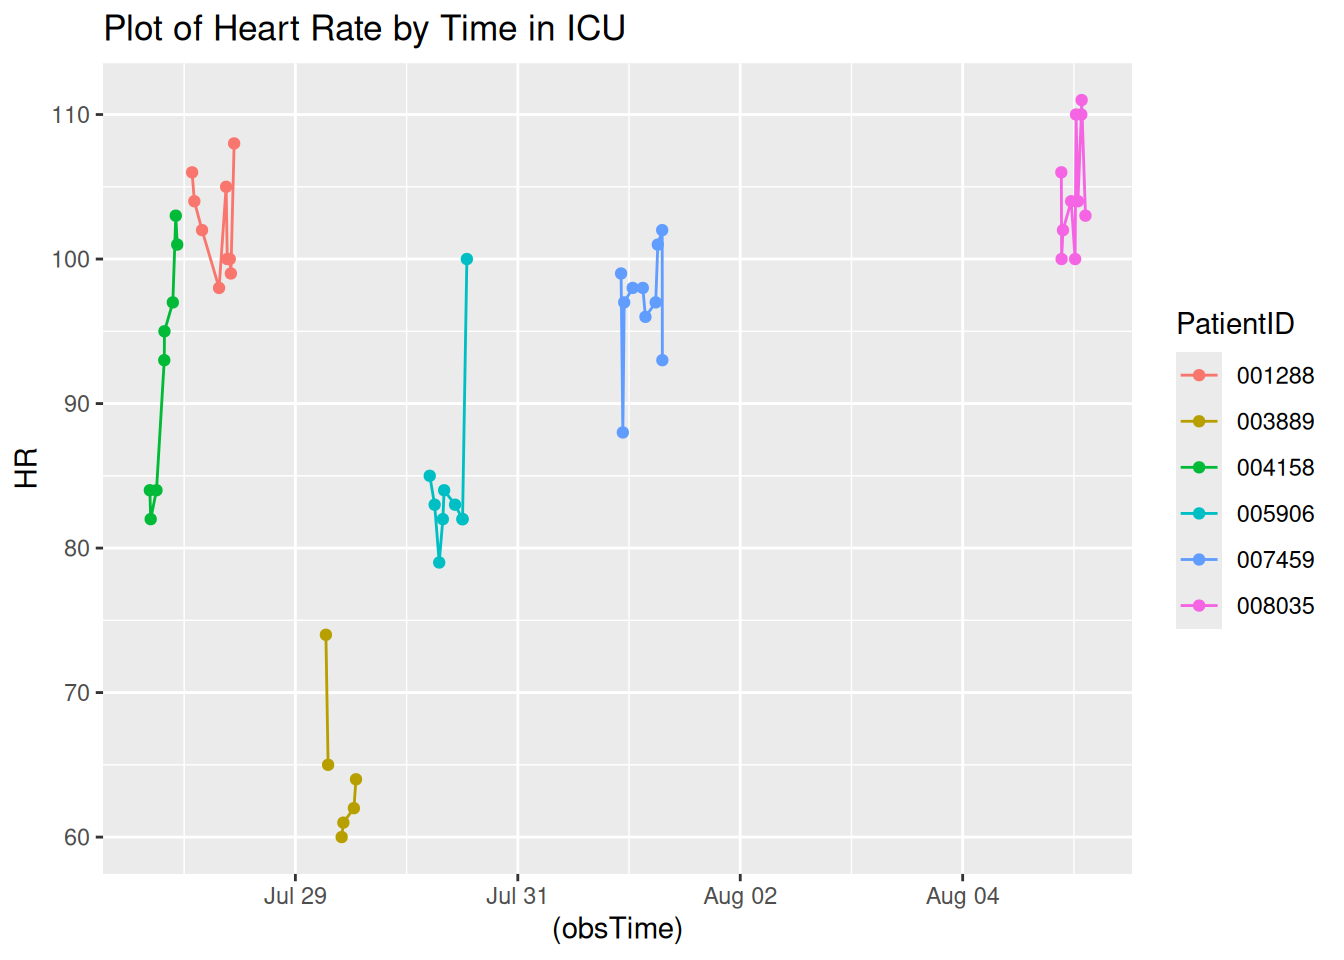 Plot of Heart Rate by Time in ICU
110
100
90
80
70
60
HR
Jul 29 Jul 31 Aug 02 Aug 04
(obsTime)
PatientID
001288
003889
004158
005906
007459
008035